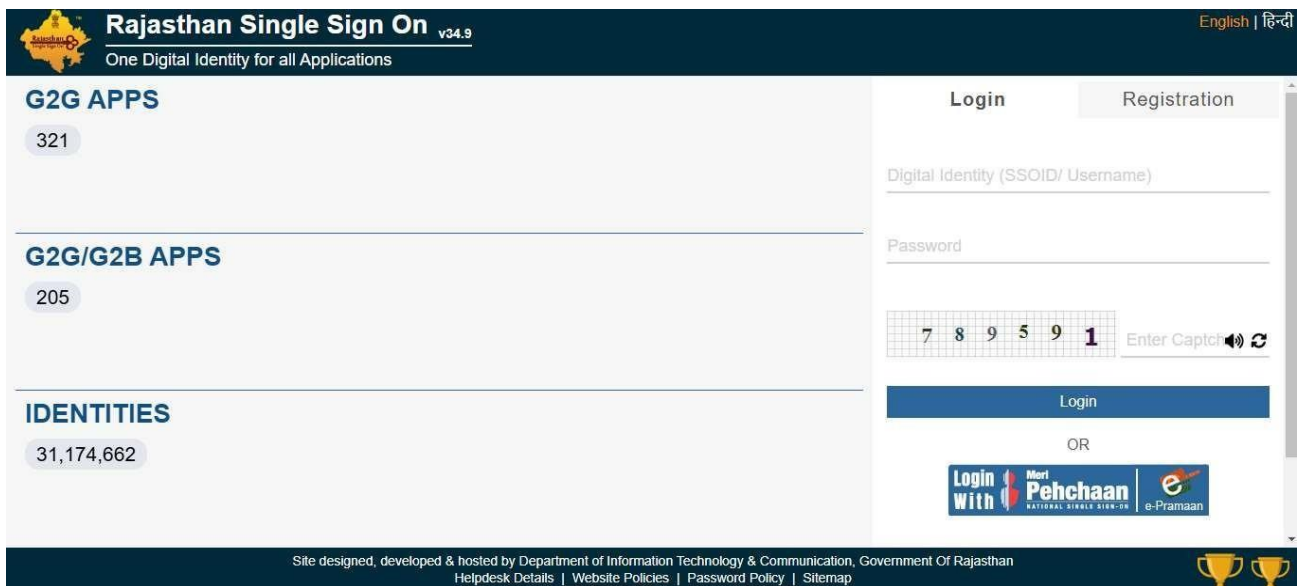 Rajasthan Single Sign On v34.9
One Digital Identity for all Applications
English | हिन्दी
G2G APPS
321
G2G/G2B APPS
205
IDENTITIES
31,174,662
Login Registration
Digital Identity (SSOID/ Username)
Password
7 8 9 5 9 1
Enter Captch
Login
OR
Login With
Meri
Pehchaan
NATIONAL SINGLE SIGN-ON
e-Pramaan
Site designed, developed & hosted by Department of Information Technology & Communication, Government Of Rajasthan
Helpdesk Details | Website Policies | Password Policy | Sitemap